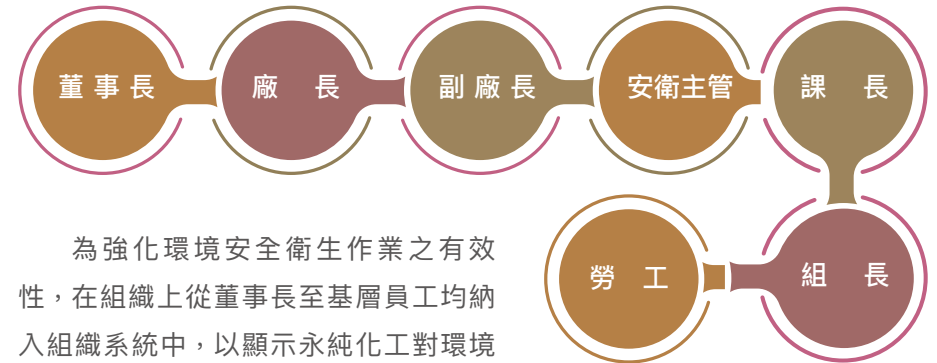 董事長
廠 長
副廠長
安衛主管
課 長
組 長
勞 工
為強化環境安全衛生作業之有效
性，在組織上從董事長至基層員工均納
入組織系統中，以顯示永純化工對環境